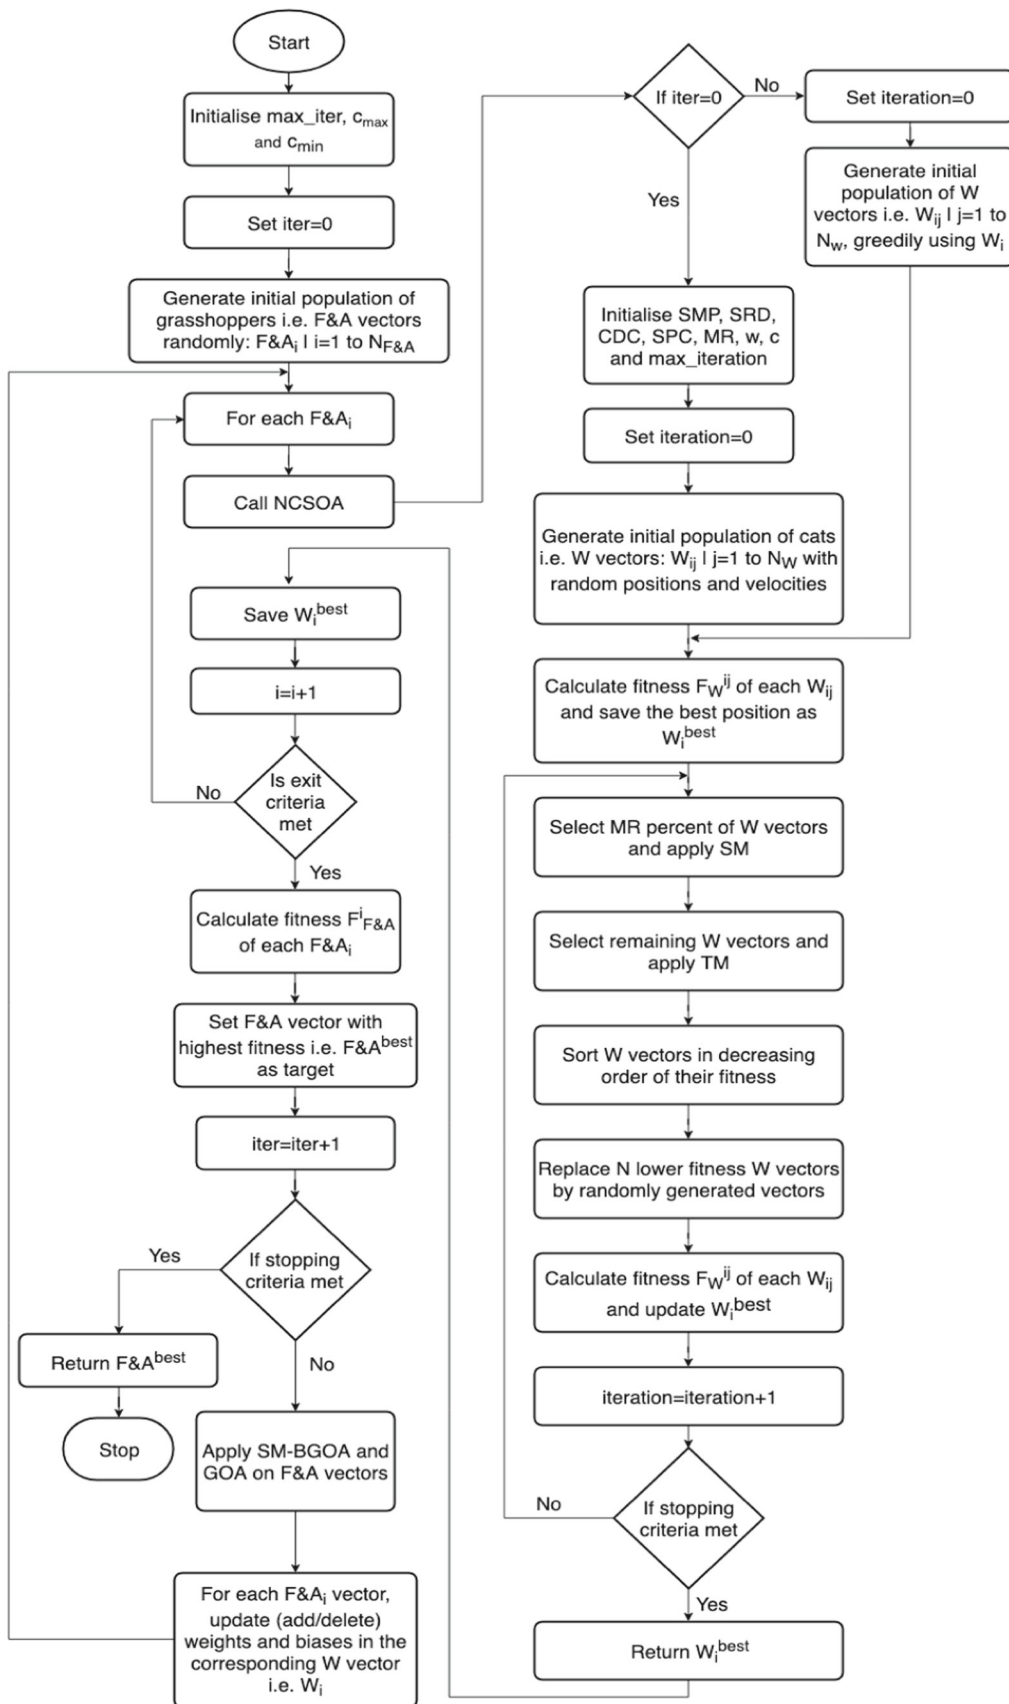 Start
Initialise max_iter, cmax
and cmin
Set iter=0
Generate initial population of
grasshoppers i.e. F&A vectors
randomly: F&Ai | i=1 to NF&A
For each F&Ai
Call NCSOA
Save Wibest
i=i+1
Is exit
criteria
met
No
Yes
Calculate fitness FiF&A
of each F&Ai
Set F&A vector with
highest fitness i.e. F&Abest
as target
iter=iter+1
If stopping
criteria met
Yes
Return F&Abest
Stop
No
Apply SM-BGOA and
GOA on F&A vectors
For each F&Ai vector,
update (add/delete)
weights and biases in the
corresponding W vector
i.e. Wi
If iter=0
No
Set iteration=0
Generate initial
population of W
vectors i.e. Wij | j=1 to
Nw, greedily using Wi
Yes
Initialise SMP, SRD,
CDC, SPC, MR, w, c
and max_iteration
Set iteration=0
Generate initial population of cats
i.e. W vectors: Wij | j=1 to NW with
random positions and velocities
Calculate fitness FWij of each Wij
and save the best position as
Wibest
Select MR percent of W vectors
and apply SM
Select remaining W vectors and
apply TM
Sort W vectors in decreasing
order of their fitness
Replace N lower fitness W vectors
by randomly generated vectors
Calculate fitness FWij of each Wij
and update Wibest
iteration=iteration+1
If stopping
criteria met
No
Yes
Return Wibest